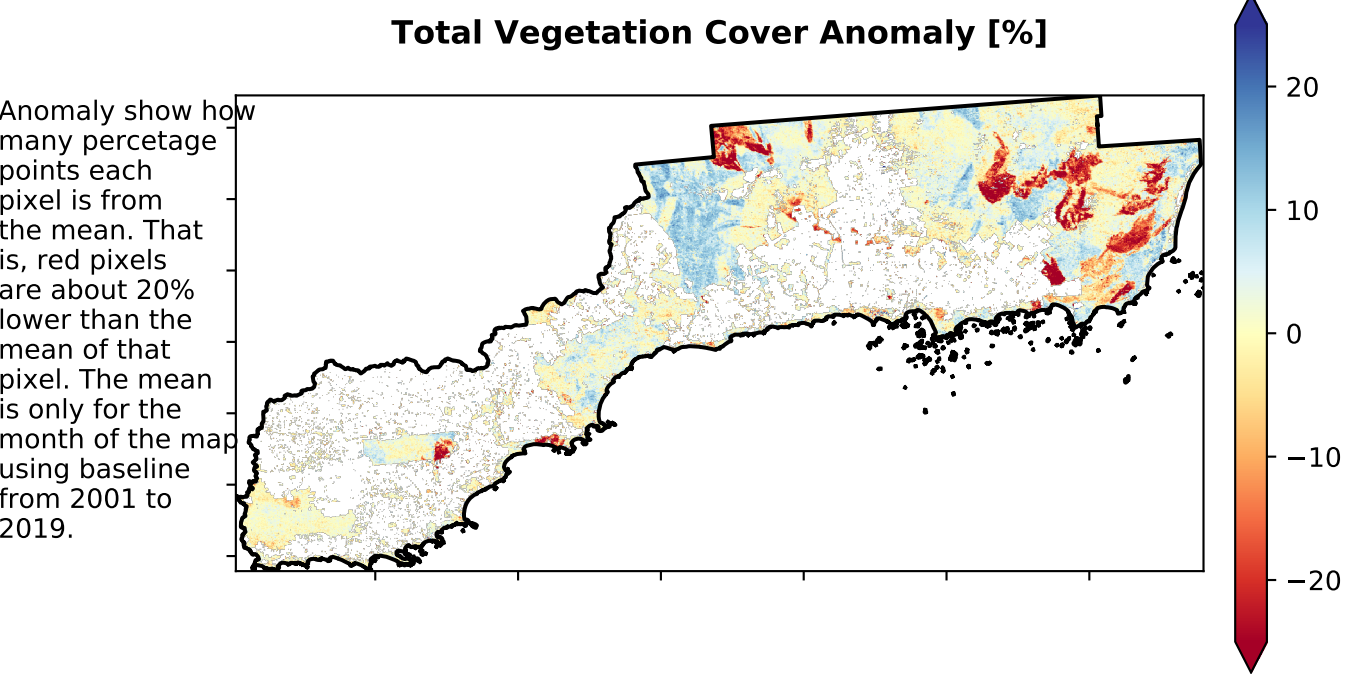 Total Vegetation Cover Anomaly [%]
Anomaly show how
many percetage
points each
pixel is from
the mean. That
is, red pixels
are about 20%
lower than the
mean of that
pixel. The mean
is only for the
month of the map
using baseline
from 2001 to
2019.
20
10
0
−10
−20